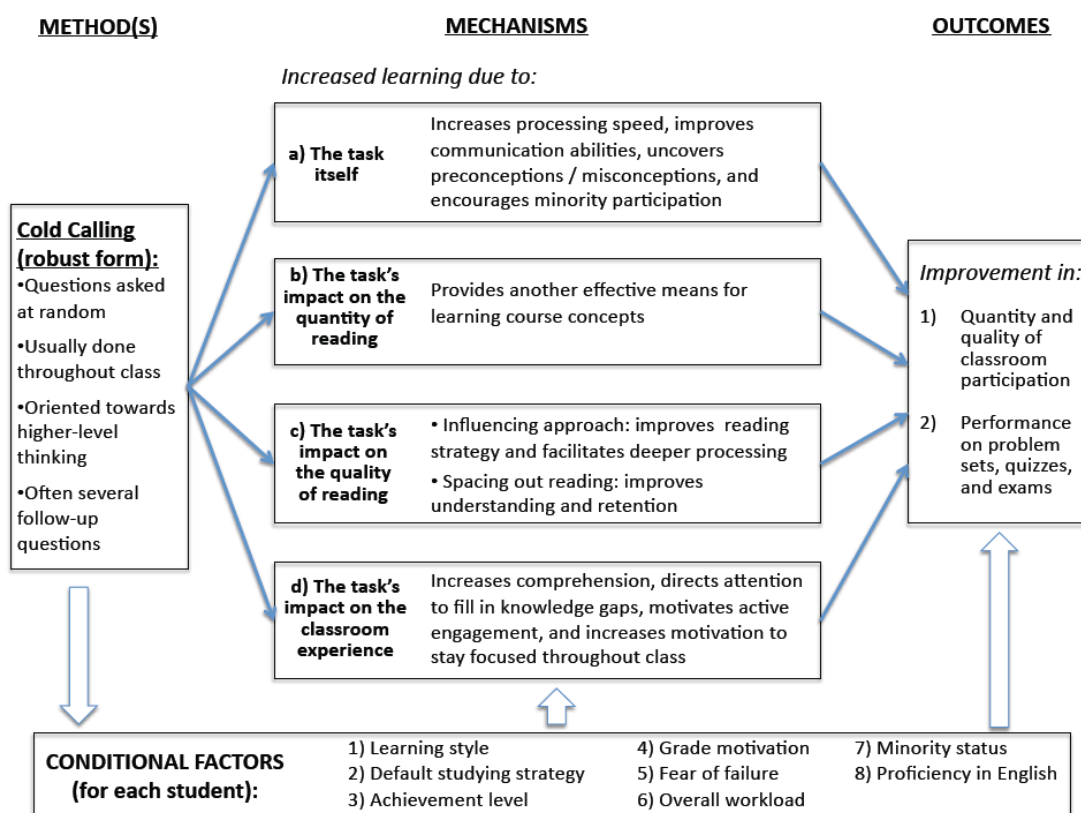 METHOD(S)
MECHANISMS
OUTCOMES
Increased learning due to:
Cold Calling
(robust form):
•Questions asked
at random
•Usually done
throughout class
•Oriented towards
higher-level
thinking
•Often several
follow-up
questions
a) The task
itself
Increases processing speed, improves
communication abilities, uncovers
preconceptions / misconceptions, and
encourages minority participation
b) The task's
impact on the
quantity of
reading
Provides another effective means for
learning course concepts
c) The task's
impact on
the quality
of reading
• Influencing approach: improves reading
strategy and facilitates deeper processing
• Spacing out reading: improves
understanding and retention
d) The task's
impact on the
classroom
experience
Increases comprehension, directs attention
to fill in knowledge gaps, motivates active
engagement, and increases motivation to
stay focused throughout class
Improvement in:
1) Quantity and
quality of
classroom
participation
2) Performance
on problem
sets, quizzes,
and exams
CONDITIONAL FACTORS
(for each student):
1) Learning style
2) Default studying strategy
3) Achievement level
4) Grade motivation
5) Fear of failure
6) Overall workload
7) Minority status
8) Proficiency in English